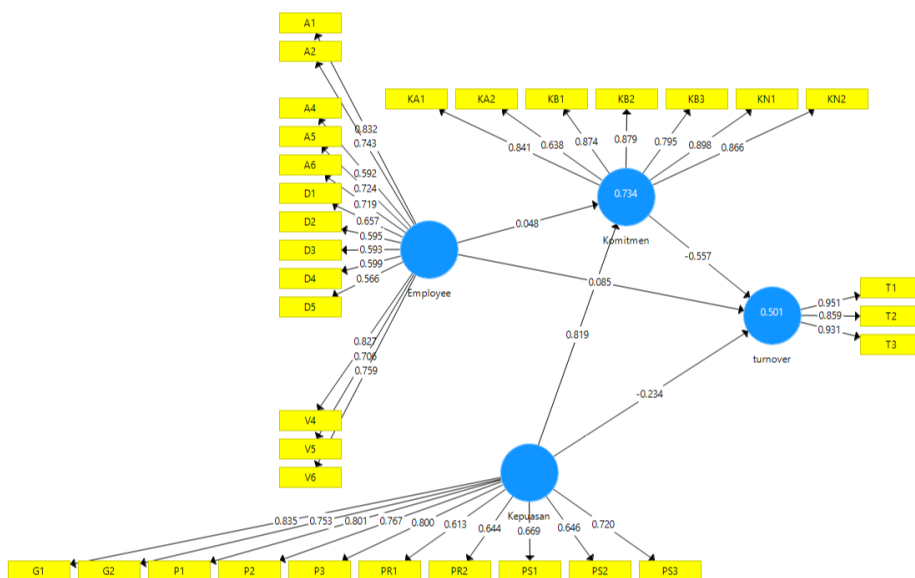 A1
A2
A4
A5
A6
D1
D2
D3
D4
D5
V4
V5
V6
0.832
0.743
0.592
0.724
0.719
0.657
0.595
0.593
0.599
0.566
0.827
0.706
0.759
Employee
KA1 KA2 KB1 KB2 KB3 KN1 KN2
0.841 0.638 0.874 0.879 0.795 0.898 0.866
0.734
Komitmen
0.048
0.085
0.819
-0.557
-0.234
0.501
turnover
0.951
0.859
0.931
T1
T2
T3
Kepuasan
0.835 0.753 0.801 0.767 0.800 0.613 0.644 0.669 0.646 0.720
G1 G2 P1 P2 P3 PR1 PR2 PS1 PS2 PS3